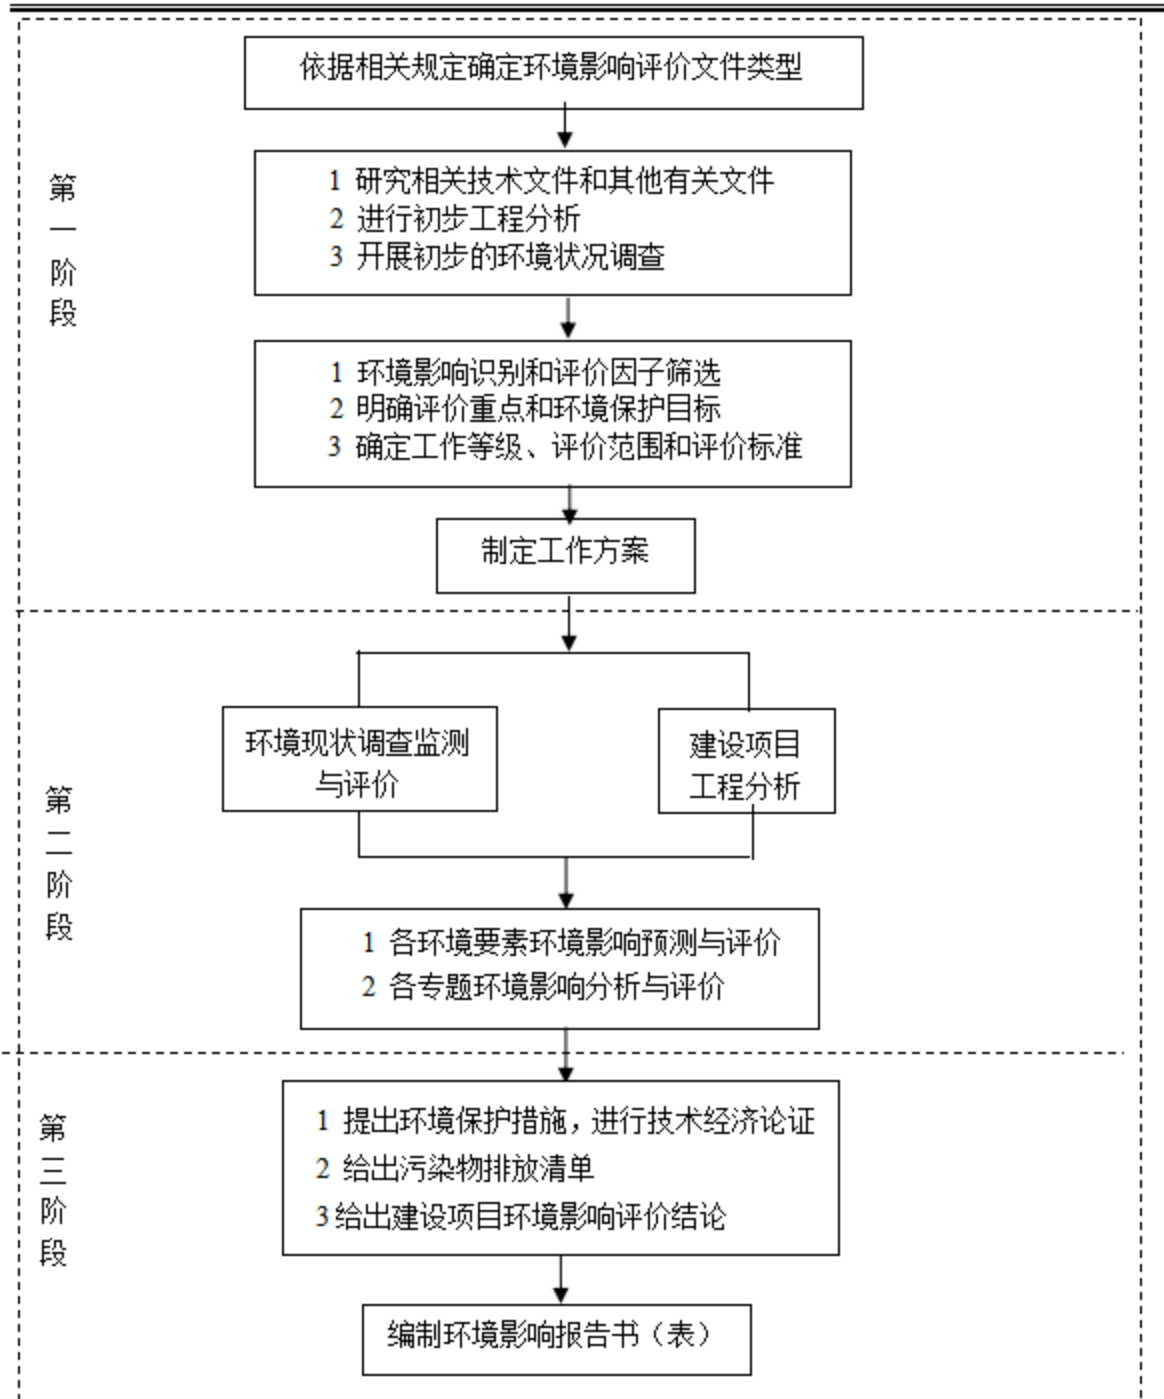 依据相关规定确定环境影响评价文件类型
第一阶段
1 研究相关技术文件和其他有关文件
2 进行初步工程分析
3 开展初步的环境状况调查
1 环境影响识别和评价因子筛选
2 明确评价重点和环境保护目标
3 确定工作等级、评价范围和评价标准
制定工作方案
第二阶段
环境现状调查监测
与评价
建设项目
工程分析
1 各环境要素环境影响预测与评价
2 各专题环境影响分析与评价
第三阶段
1 提出环境保护措施，进行技术经济论证
2 给出污染物排放清单
3给出建设项目环境影响评价结论
编制环境影响报告书（表）